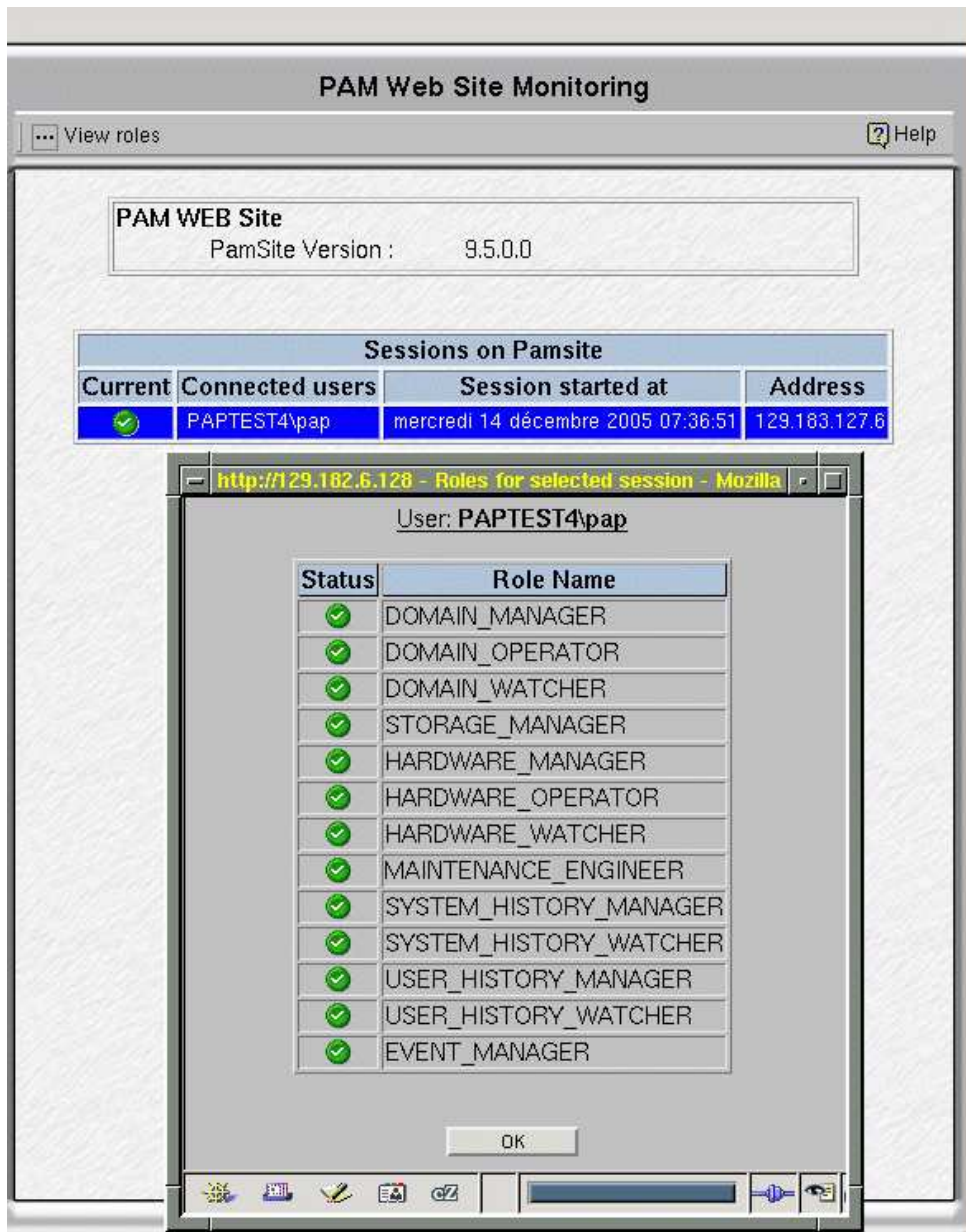 PAM Web Site Monitoring
... View roles
? Help
PAM WEB Site
PamSite Version : 9.5.0.0
Sessions on Pamsite
Current Connected users Session started at Address
PAPTEST4\pap mercredi 14 décembre 2005 07:36:51 129.183.127.6
http://129.182.6.128 - Roles for selected session - Mozilla
User: PAPTEST4\pap
Status Role Name
DOMAIN_MANAGER
DOMAIN_OPERATOR
DOMAIN_WATCHER
STORAGE_MANAGER
HARDWARE_MANAGER
HARDWARE_OPERATOR
HARDWARE_WATCHER
MAINTENANCE_ENGINEER
SYSTEM_HISTORY_MANAGER
SYSTEM_HISTORY_WATCHER
USER_HISTORY_MANAGER
USER_HISTORY_WATCHER
EVENT_MANAGER
OK
cZ